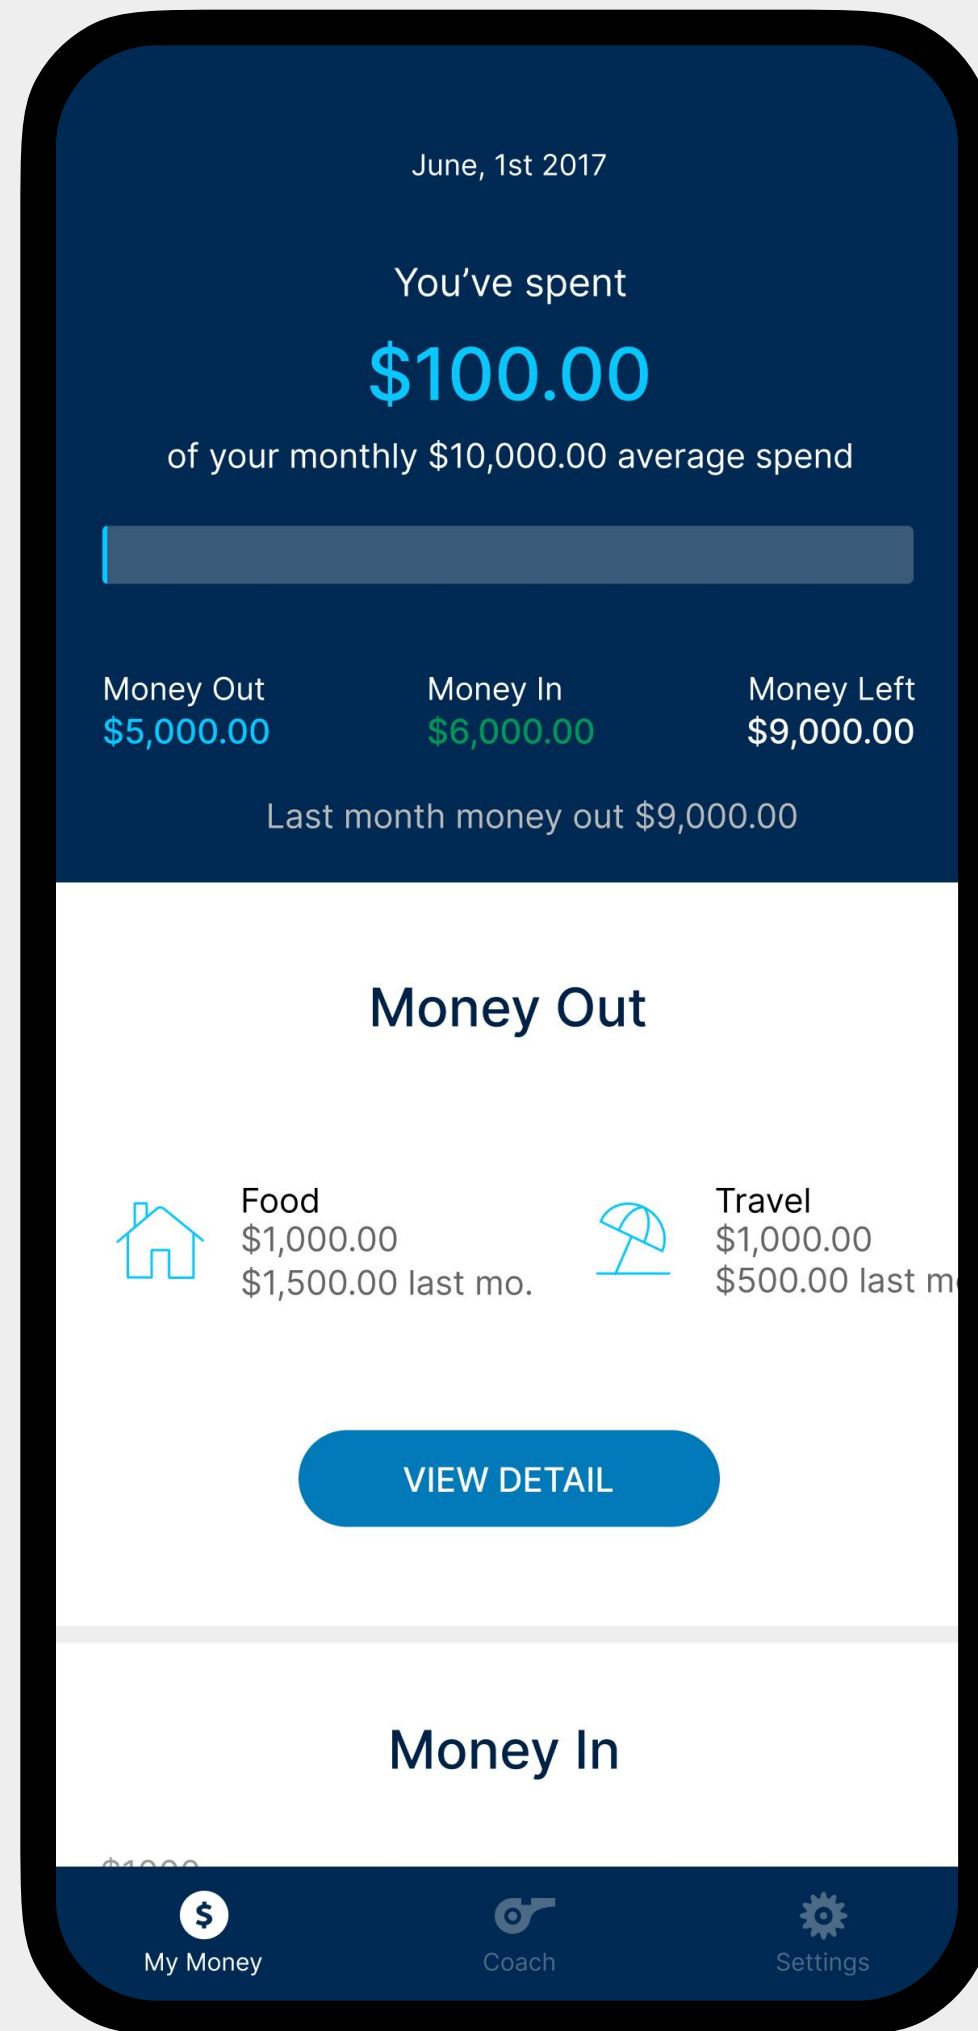 June, 1st 2017
You’ve spent
$100.00
of your monthly $10,000.00 average spend
Money Out
$5,000.00
Money In
$6,000.00
Money Left
$9,000.00
Last month money out $9,000.00
Money Out
Food
$1,000.00
$1,500.00 last mo.
Travel
$1,000.00
$500.00 last m
VIEW DETAIL
Money In
$
My Money
Coach
Settings